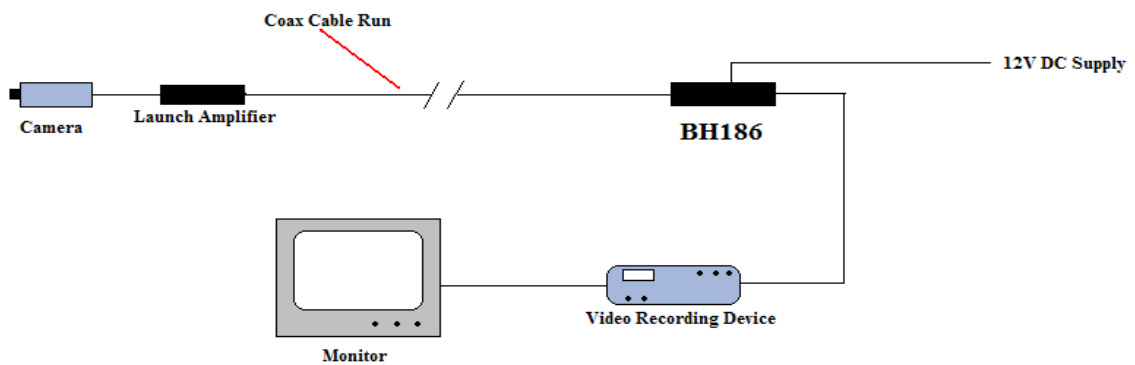 Coax Cable Run
12V DC Supply
Camera
Launch Amplifier
BH186
Video Recording Device
Monitor